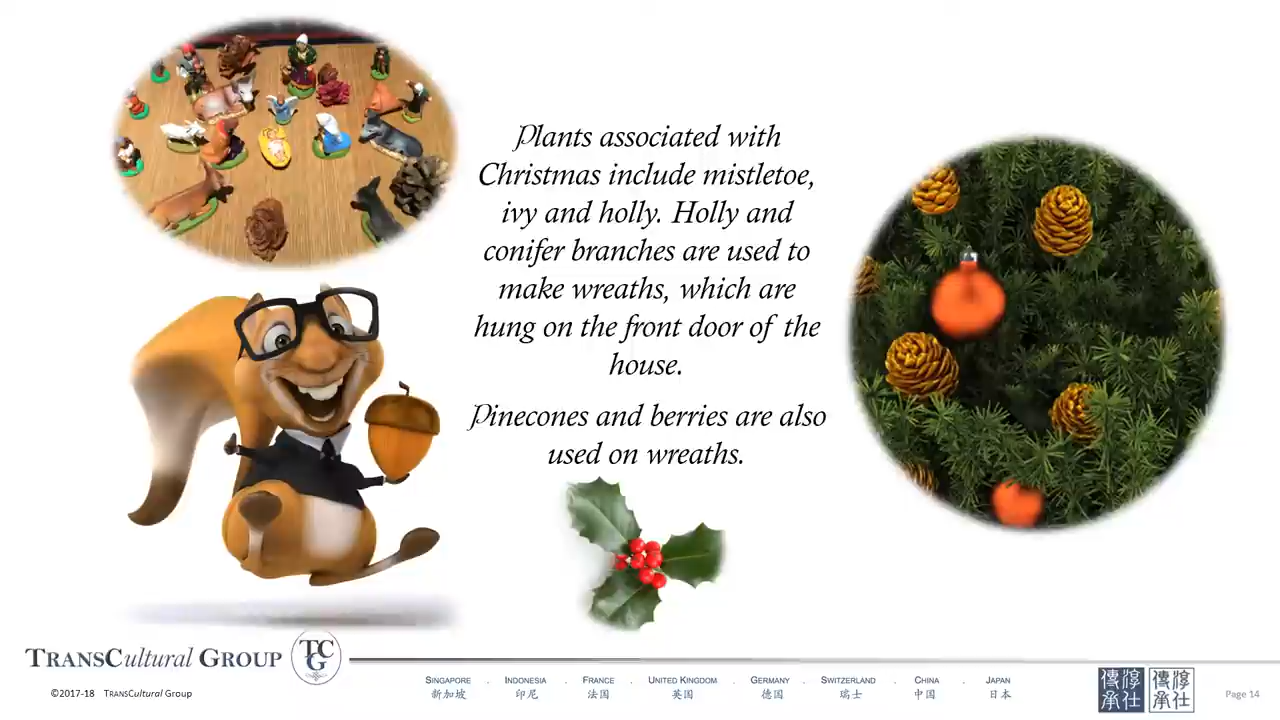 Plants associated with
Christmas include mistletoe,
ivy and holly. Holly and
conifer branches are used to
make wreaths, which are
hung on the front door of the
house.
Pinecones and berries are also
used on wreaths.
TRANSCultural GROUP
TCG
©2017-18 TRANSCultural Group
SINGAPORE . INDONESIA . FRANCE . UNITED KINGDOM . GERMANY . SWITZERLAND . CHINA . JAPAN
新加坡 印尼 法国 英国 德国 瑞士 中国 日本
傳承 淳仕 傳承 淳仕
Page 14